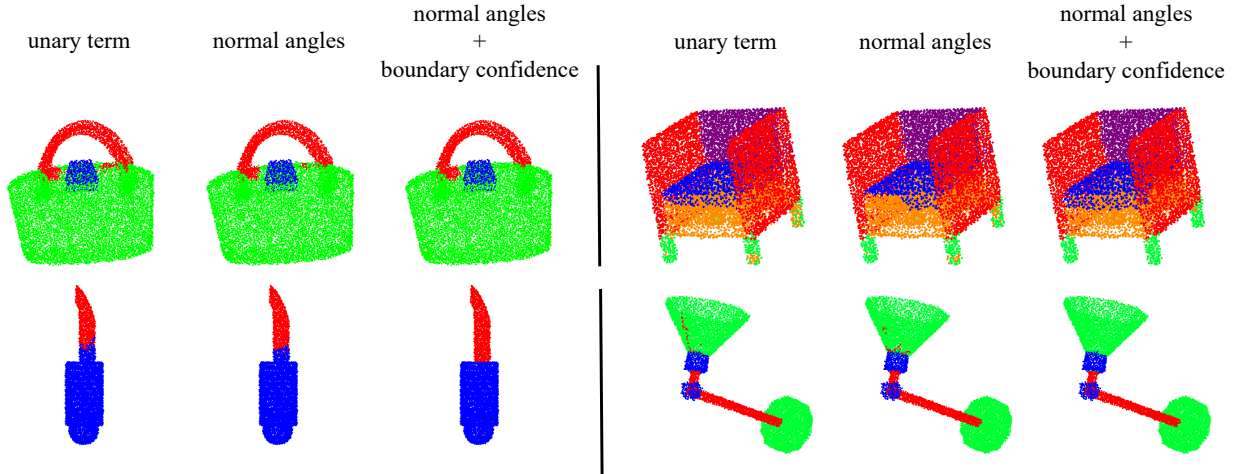 unary term
normal angles
normal angles
+
boundary confidence
unary term
normal angles
normal angles
+
boundary confidence